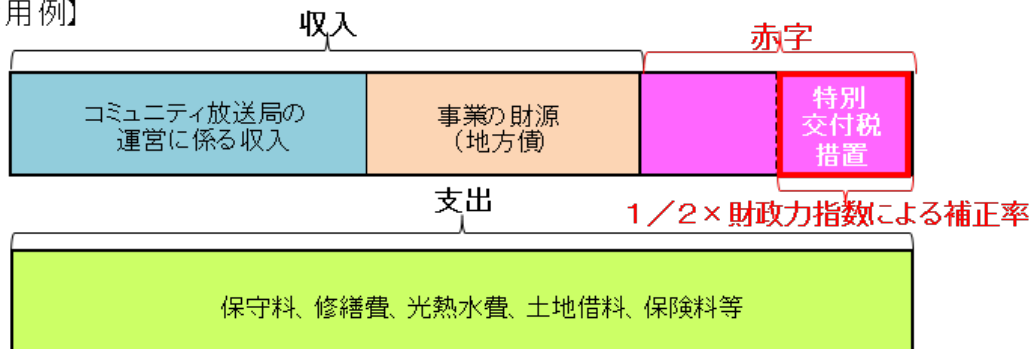 用例】
収入
赤字
コミュニティ放送局の
運営に係る収入
事業の財源
（地方債）
特別
交付税
措置
支出
1／2×財政力指数による補正率
保守料、修繕費、光熱水費、土地借料、保険料等